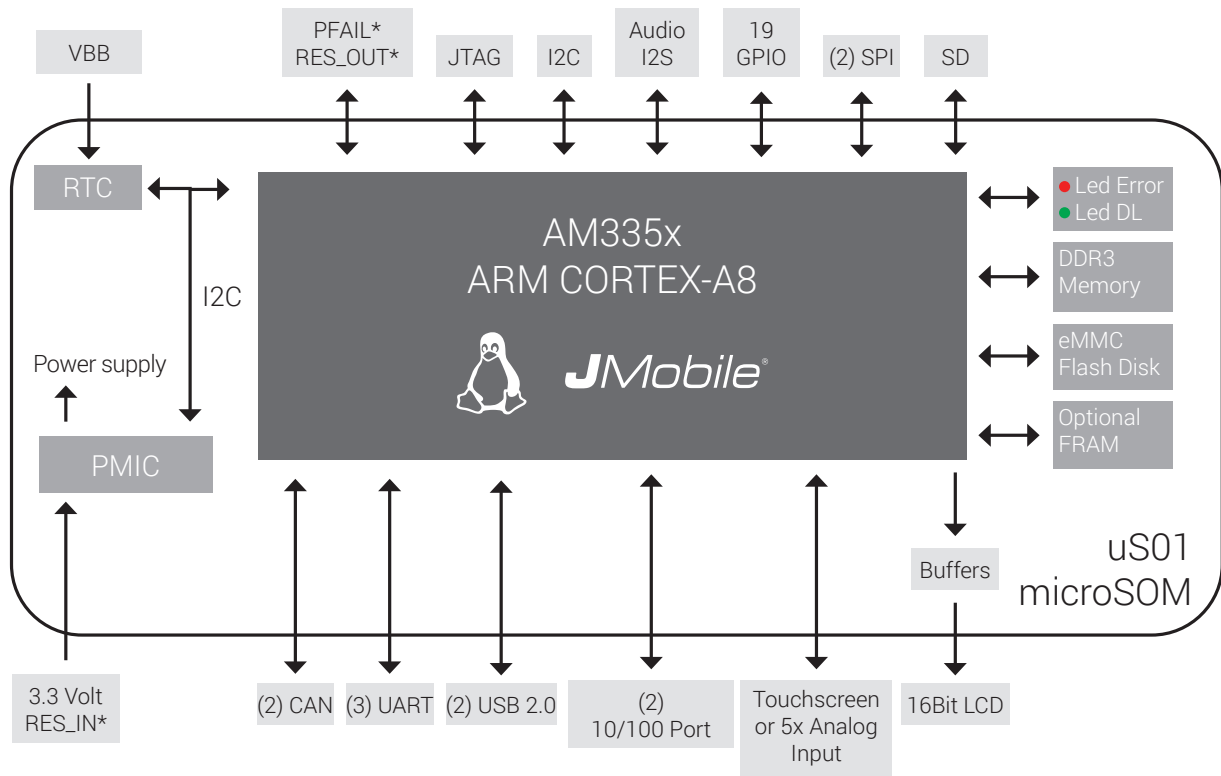 VBB
PFAIL*
RES_OUT*
JTAG
I2C
Audio
I2S
19
GPIO
(2) SPI
SD
RTC
I2C
Power supply
PMIC
AM335x
ARM CORTEX-A8
JMobile®
Led Error
Led DL
DDR3
Memory
eMMC
Flash Disk
Optional
FRAM
Buffers
uS01
microSOM
3.3 Volt
RES_IN*
(2) CAN
(3) UART
(2) USB 2.0
(2)
10/100 Port
Touchscreen
or 5x Analog
Input
16Bit LCD